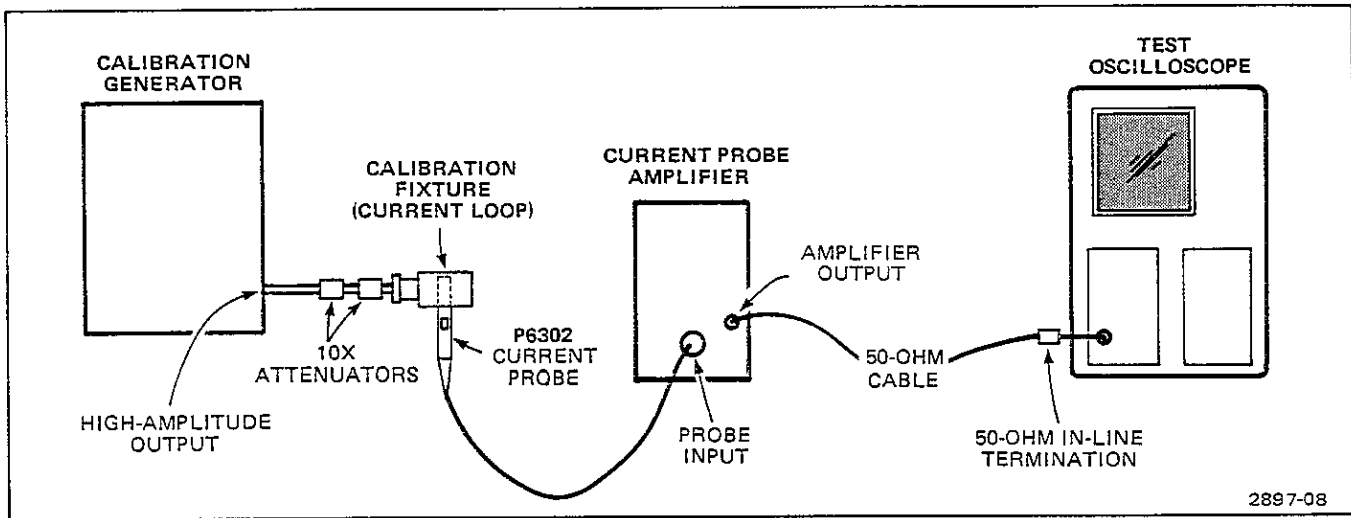 CALIBRATION
GENERATOR
TEST
OSCILLOSCOPE
CALIBRATION
FIXTURE
(CURRENT LOOP)
CURRENT PROBE
AMPLIFIER
AMPLIFIER
OUTPUT
10X
ATTENUATORS
P6302
CURRENT
PROBE
50-OHM
CABLE
HIGH-AMPLITUDE
OUTPUT
PROBE
INPUT
50-OHM IN-LINE
TERMINATION
2897-08